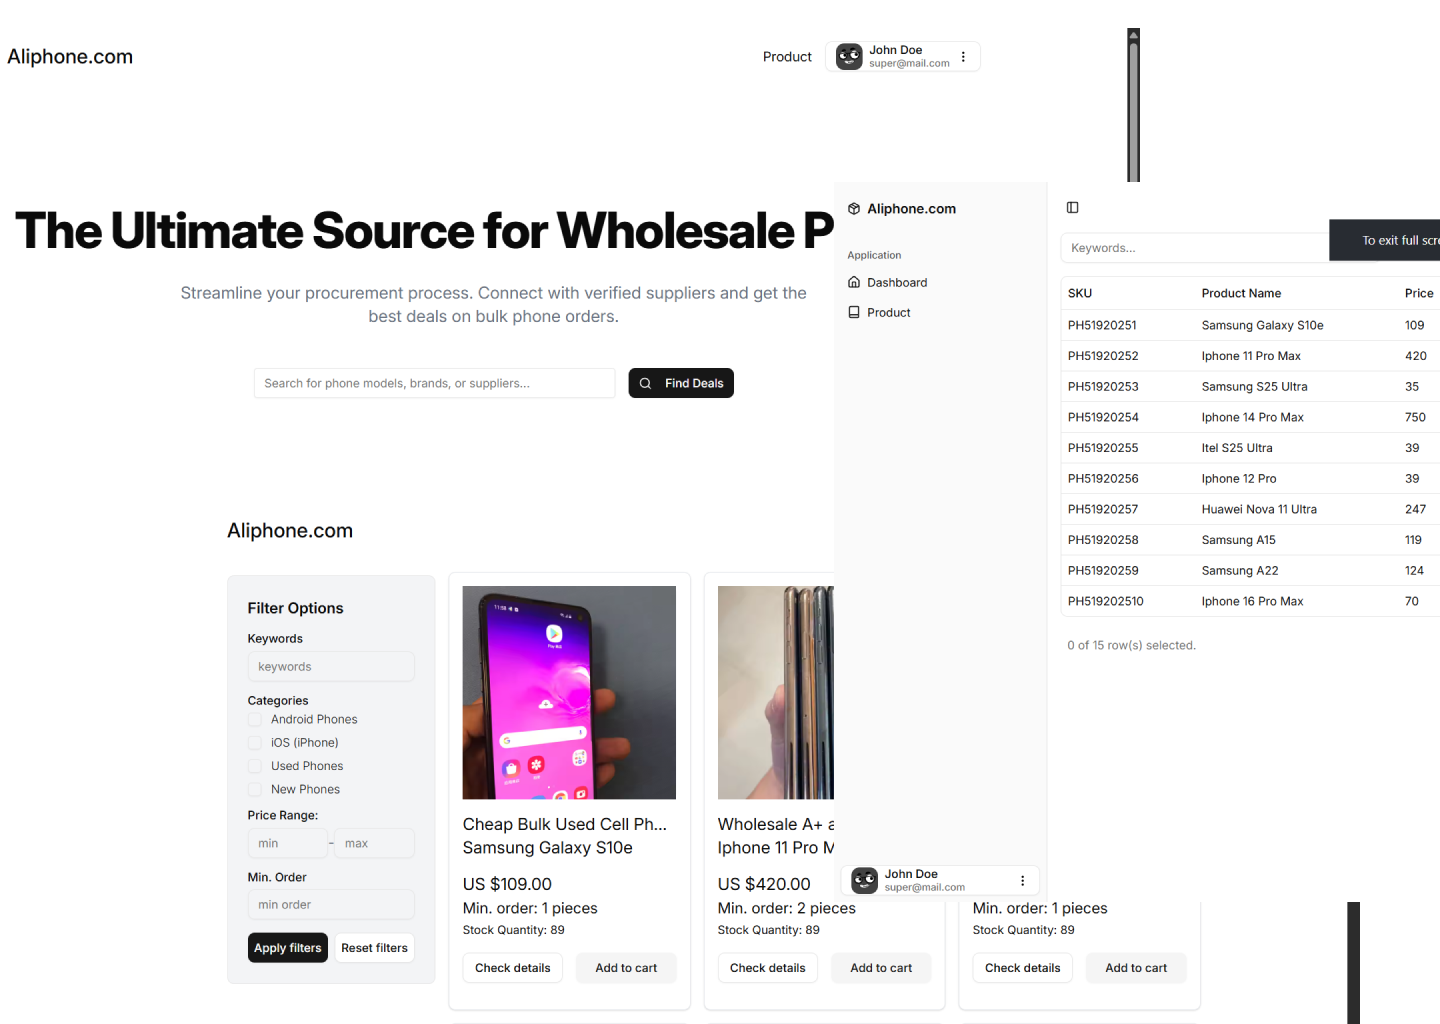 Aliphone.com
Product
John Doe
super@mail.com
The Ultimate Source for Wholesale P
Streamline your procurement process. Connect with verified suppliers and get the
best deals on bulk phone orders.
Search for phone models, brands, or suppliers...
Find Deals
Aliphone.com
Filter Options
Keywords
keywords
Categories
Android Phones
iOS (iPhone)
Used Phones
New Phones
Price Range:
min - max
Min. Order
min order
Apply filters
Reset filters
11:58
Cheap Bulk Used Cell Ph...
Samsung Galaxy S10e
US $109.00
Min. order: 1 pieces
Stock Quantity: 89
Check details
Add to cart
Wholesale A+
Iphone 11 Pro M
US $420.00
Min. order: 2 pieces
Stock Quantity: 89
Check details
Add to cart
Min. order: 1 pieces
Stock Quantity: 89
Check details
Add to cart
Aliphone.com
Application
Dashboard
Product
John Doe
super@mail.com
Keywords...
To exit full scre
SKU Product Name Price
PH51920251 Samsung Galaxy S10e 109
PH51920252 Iphone 11 Pro Max 420
PH51920253 Samsung S25 Ultra 35
PH51920254 Iphone 14 Pro Max 750
PH51920255 Itel S25 Ultra 39
PH51920256 Iphone 12 Pro 39
PH51920257 Huawei Nova 11 Ultra 247
PH51920258 Samsung A15 119
PH51920259 Samsung A22 124
PH519202510 Iphone 16 Pro Max 70
0 of 15 row(s) selected.